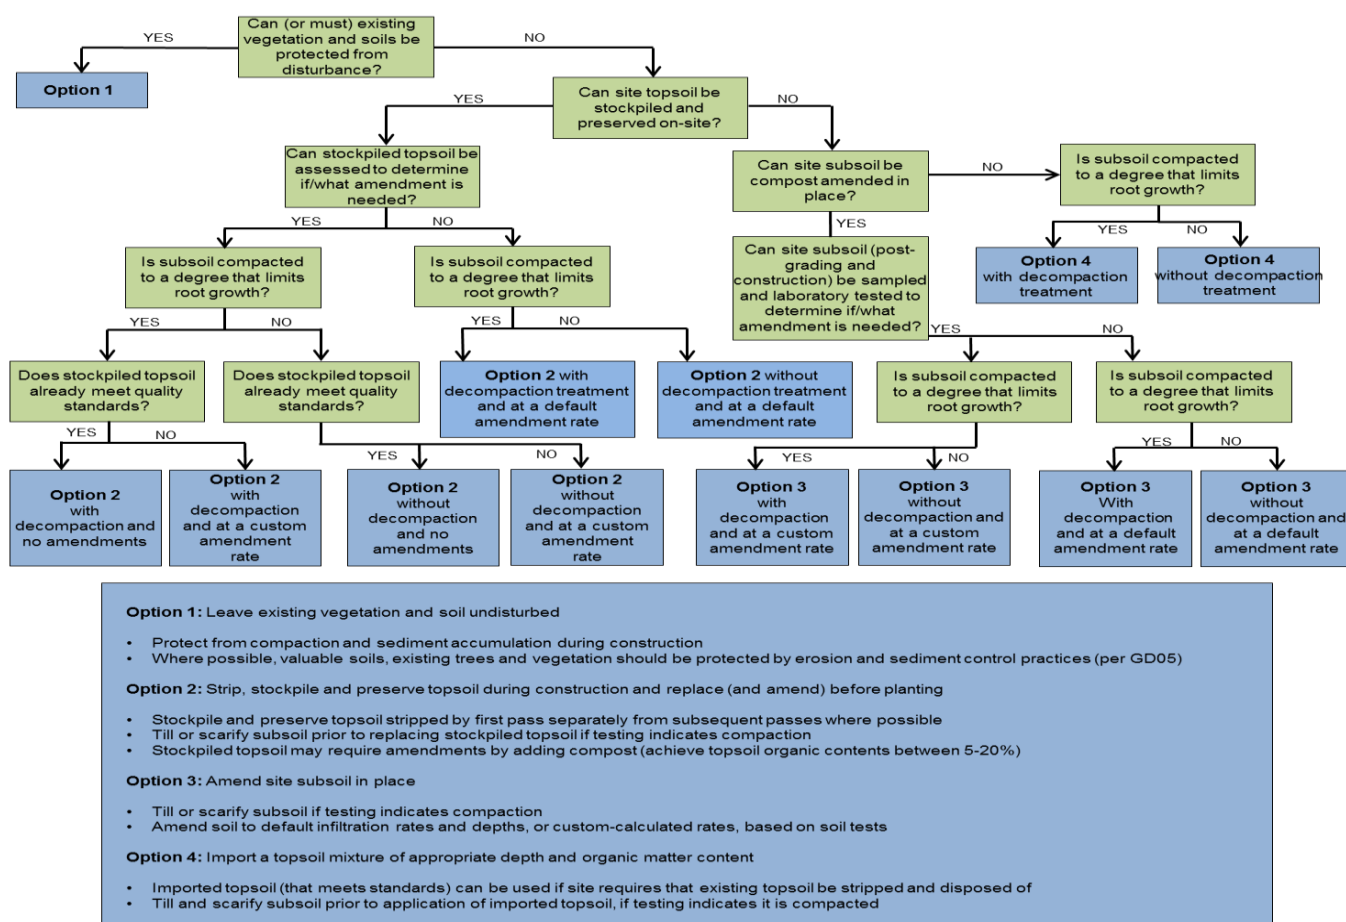 Can (or must) existing
vegetation and soils be
protected from
disturbance?
YES
NO
Option 1
Can site topsoil be
stockpiled and
preserved on-site?
YES
NO
Can stockpiled topsoil be
assessed to determine
if/what amendment is
needed?
Can site subsoil be
compost amended in
place?
NO
Is subsoil compacted
to a degree that limits
root growth?
YES
NO
YES
YES
NO
Is subsoil compacted
to a degree that limits
root growth?
Is subsoil compacted
to a degree that limits
root growth?
Can site subsoil (post-
grading and
construction) be sampled
and laboratory tested to
determine if/what
amendment is needed?
Option 4
with decompaction
treatment
Option 4
without decompaction
treatment
YES
NO
YES
NO
YES
NO
Does stockpiled topsoil
already meet quality
standards?
Does stockpiled topsoil
already meet quality
standards?
Option 2 with
decompaction treatment
and at a default
amendment rate
Option 2 without
decompaction treatment
and at a default
amendment rate
Is subsoil compacted
to a degree that limits
root growth?
Is subsoil compacted
to a degree that limits
root growth?
YES
NO
YES
NO
YES
NO
YES
NO
Option 2
with
decompaction and
no amendments
Option 2
with decompaction
and at a custom
amendment
rate
Option 2
without
decompaction
and no
amendments
Option 2
without
decompaction
and at a custom
amendment
rate
Option 3
with
decompaction
and at a custom
amendment rate
Option 3
without
decompaction and
at a custom
amendment rate
Option 3
With
decompaction
and at a default
amendment rate
Option 3
without
decompaction and
at a default
amendment rate
Option 1: Leave existing vegetation and soil undisturbed
• Protect from compaction and sediment accumulation during construction
• Where possible, valuable soils, existing trees and vegetation should be protected by erosion and sediment control practices (per GD05)
Option 2: Strip, stockpile and preserve topsoil during construction and replace (and amend) before planting
• Stockpile and preserve topsoil stripped by first pass separately from subsequent passes where possible
• Till or scarify subsoil prior to replacing stockpiled topsoil if testing indicates compaction
• Stockpiled topsoil may require amendments by adding compost (achieve topsoil organic contents between 5-20%)
Option 3: Amend site subsoil in place
• Till or scarify subsoil if testing indicates compaction
• Amend soil to default infiltration rates and depths, or custom-calculated rates, based on soil tests
Option 4: Import a topsoil mixture of appropriate depth and organic matter content
• Imported topsoil (that meets standards) can be used if site requires that existing topsoil be stripped and disposed of
• Till and scarify subsoil prior to application of imported topsoil, if testing indicates it is compacted